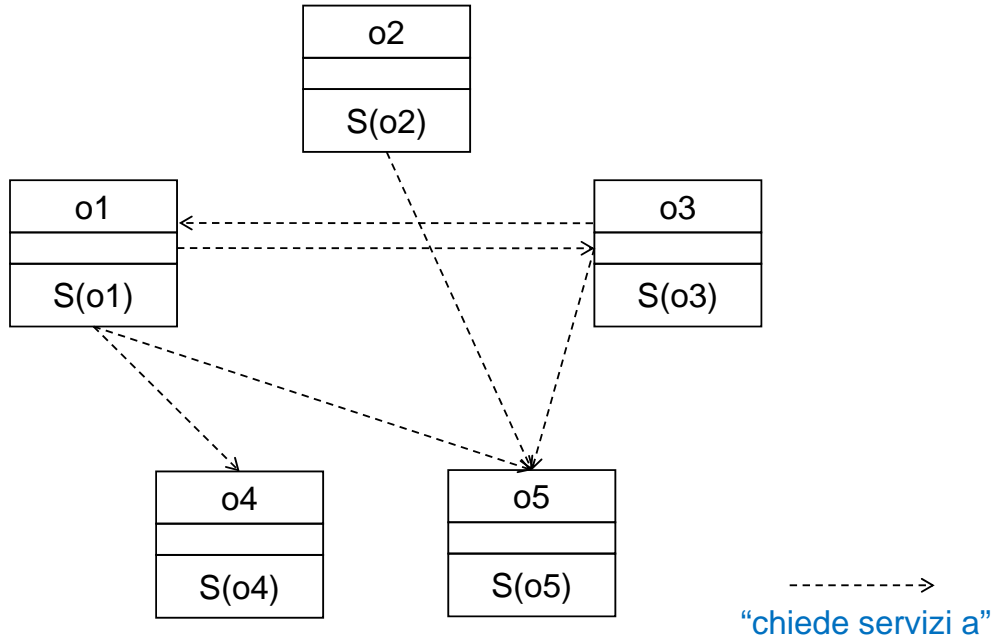 o2
S(o2)
o1
S(o1)
o3
S(o3)
o4
S(o4)
o5
S(o5)
“chiede servizi a”